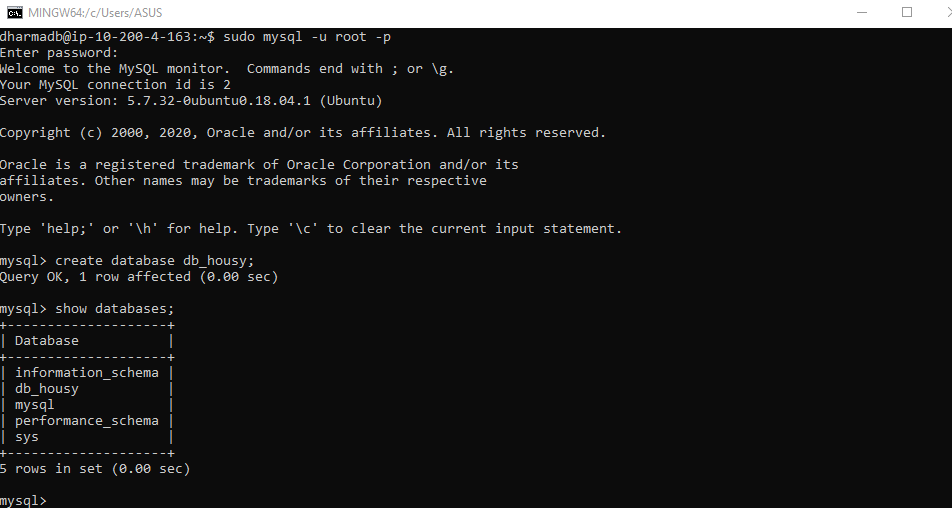 MINGW64:/c/Users/ASUS
dharmadb@ip-10-200-4-163:~$ sudo mysql -u root -p
Enter password:
Welcome to the MySQL monitor.  Commands end with ; or \g.
Your MySQL connection id is 2
Server version: 5.7.32-0ubuntu0.18.04.1 (Ubuntu)

Copyright (c) 2000, 2020, Oracle and/or its affiliates. All rights reserved.

Oracle is a registered trademark of Oracle Corporation and/or its
affiliates. Other names may be trademarks of their respective
owners.

Type 'help;' or '\h' for help. Type '\c' to clear the current input statement.

mysql> create database db_housy;
Query OK, 1 row affected (0.00 sec)

mysql> show databases;
+--------------------+
| Database           |
+--------------------+
| information_schema |
| db_housy           |
| mysql              |
| performance_schema |
| sys                |
+--------------------+
5 rows in set (0.00 sec)

mysql>